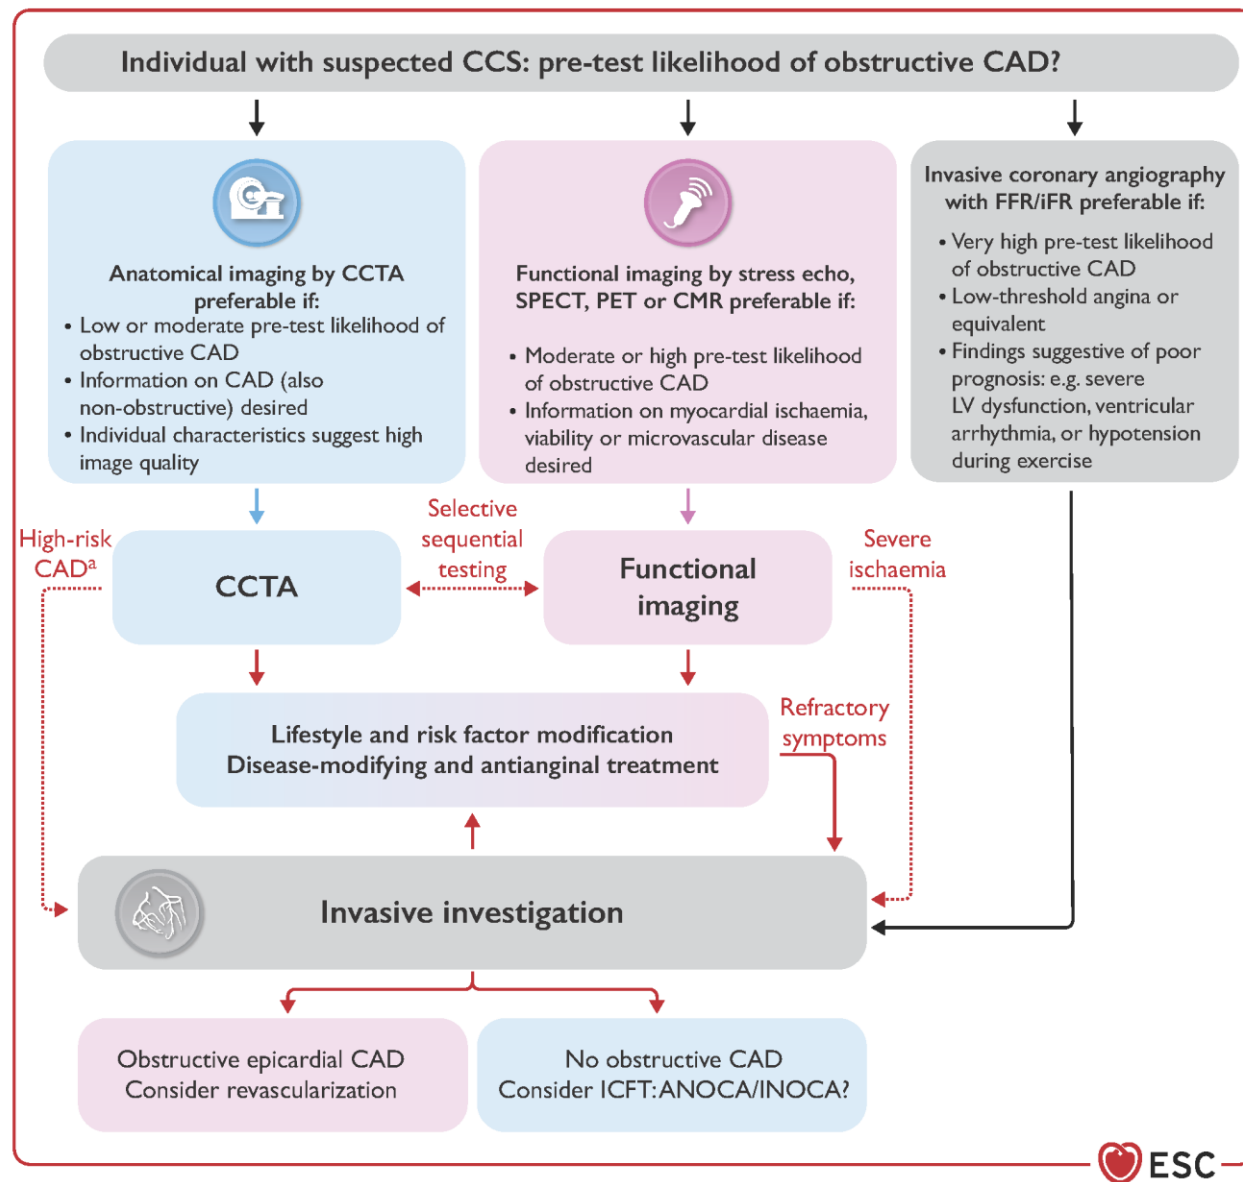 Individual with suspected CCS: pre-test likelihood of obstructive CAD?
Anatomical imaging by CCTA
preferable if:
• Low or moderate pre-test likelihood of
obstructive CAD
• Information on CAD (also
non-obstructive) desired
• Individual characteristics suggest high
image quality
Functional imaging by stress echo,
SPECT, PET or CMR preferable if:
• Moderate or high pre-test likelihood
of obstructive CAD
• Information on myocardial ischaemia,
viability or microvascular disease
desired
Invasive coronary angiography
with FFR/iFR preferable if:
• Very high pre-test likelihood
of obstructive CAD
• Low-threshold angina or
equivalent
• Findings suggestive of poor
prognosis: e.g. severe
LV dysfunction, ventricular
arrhythmia, or hypotension
during exercise
High-risk
CADᵃ
CCTA
Selective
sequential
testing
Functional
imaging
Severe
ischaemia
Lifestyle and risk factor modification
Disease-modifying and antianginal treatment
Refractory
symptoms
Invasive investigation
Obstructive epicardial CAD
Consider revascularization
No obstructive CAD
Consider ICFT: ANOCA/INOCA?
ESC